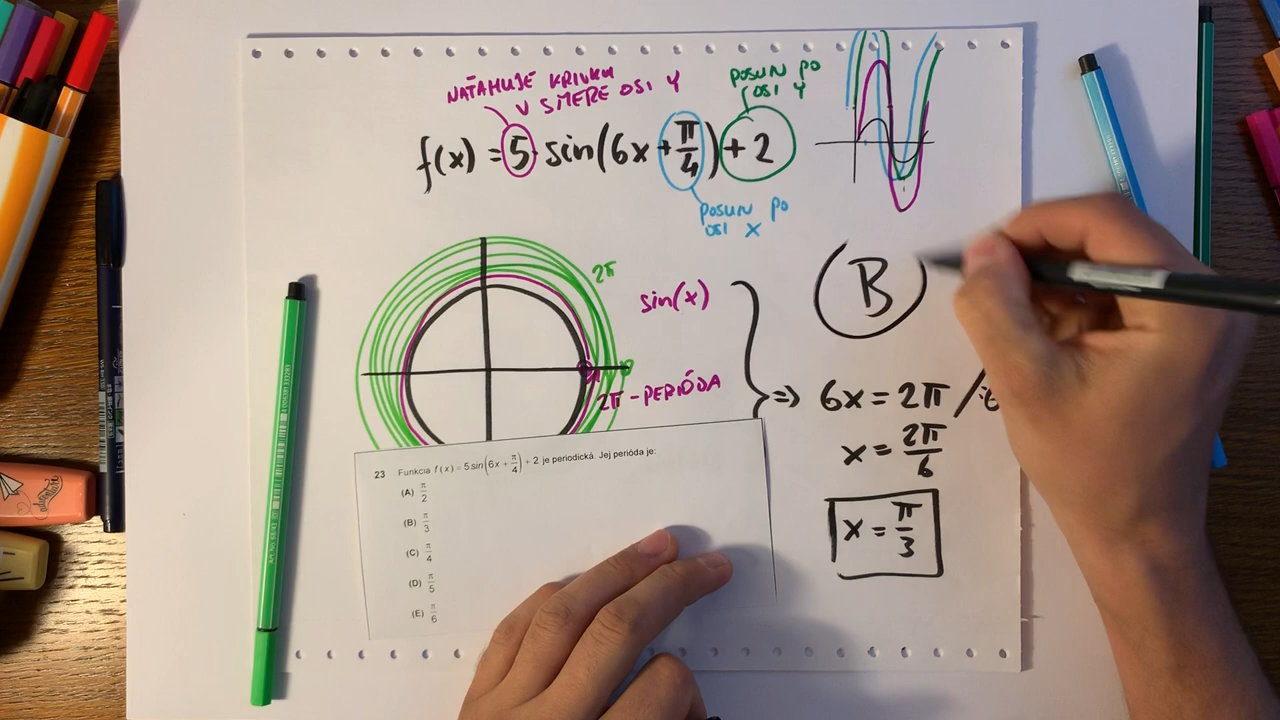 NAŤAHUJE KRIVKU
V SMERE OSI Y
POSUN PO
OSI Y
f(x) = 5 sin(6x + π/4) + 2
POSUN PO
OSI X
2π
sin(x)
2π - PERIÓDA
B
⇒ 6x = 2π /:6
x = 2π/6
x = π/3
23 Funkcia f(x) = 5 sin(6x + π/4) + 2 je periodická. Jej perióda je:
(A) π/2
(B) π/3
(C) π/4
(D) π/5
(E) π/6